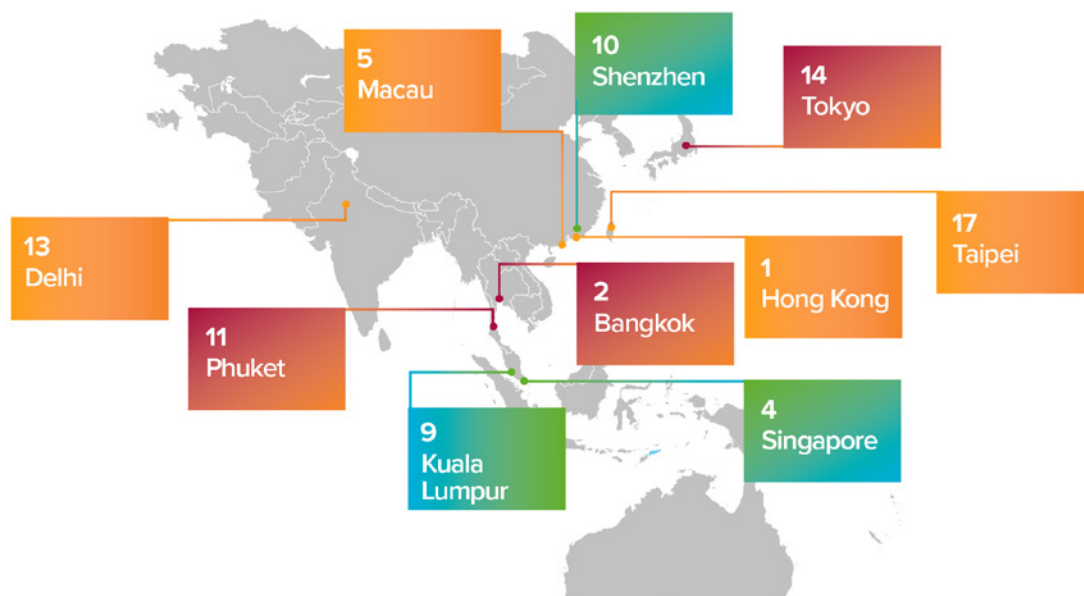 5
Macau
10
Shenzhen
14
Tokyo
13
Delhi
17
Taipei
1
Hong Kong
2
Bangkok
11
Phuket
4
Singapore
9
Kuala
Lumpur